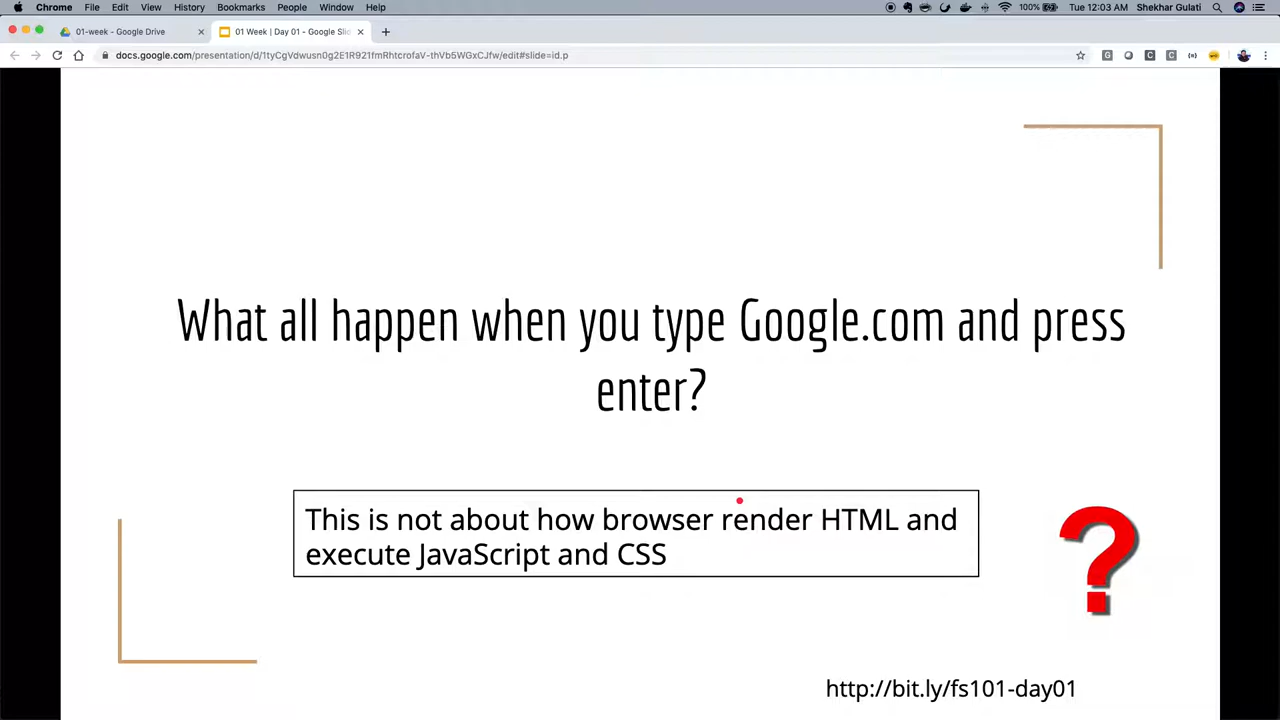 Chrome File Edit View History Bookmarks People Window Help 100% Tue 12:03 AM Shekhar Gulati
01-week - Google Drive 01 Week | Day 01 - Google Slid
docs.google.com/presentation/d/1tyCgVdwusn0g2E1R921fmRhtcrofaV-thVb5WGxCJfw/edit#slide=id.p
What all happen when you type Google.com and press
enter?
This is not about how browser render HTML and
execute JavaScript and CSS
?
http://bit.ly/fs101-day01